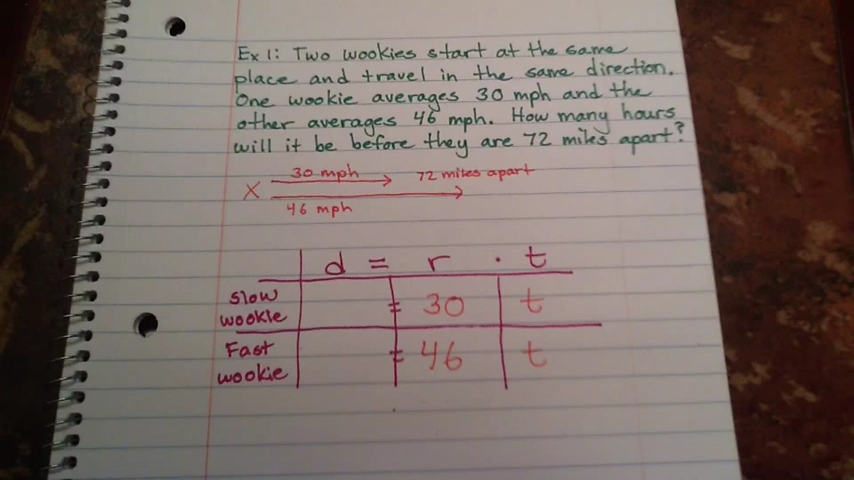 Ex 1: Two wookies start at the same
place and travel in the same direction.
One wookie averages 30 mph and the
other averages 46 mph. How many hours
will it be before they are 72 miles apart?
30 mph 72 miles apart
X
46 mph
d = r · t
slow
wookie = 30 t
Fast
wookie = 46 t